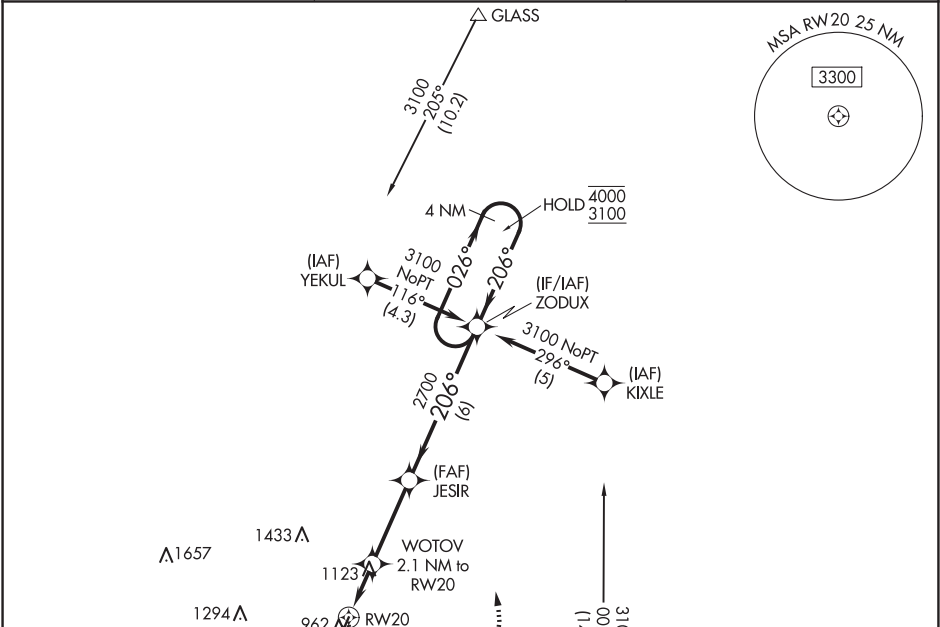 GLASS
3100
205°
(10.2)
MSA RW20 25 NM
3300
4 NM
HOLD 4000
3100
026°
206°
(IAF)
YEKUL
3100
NoPT
116°
(4.3)
(IF/IAF)
ZODUX
3100 NoPT
296°
(5)
(IAF)
KIXLE
2700
206°
(6)
(FAF)
JESIR
1433
1657
WOTOV
2.1 NM to
RW20
1123
1294
962
RW20